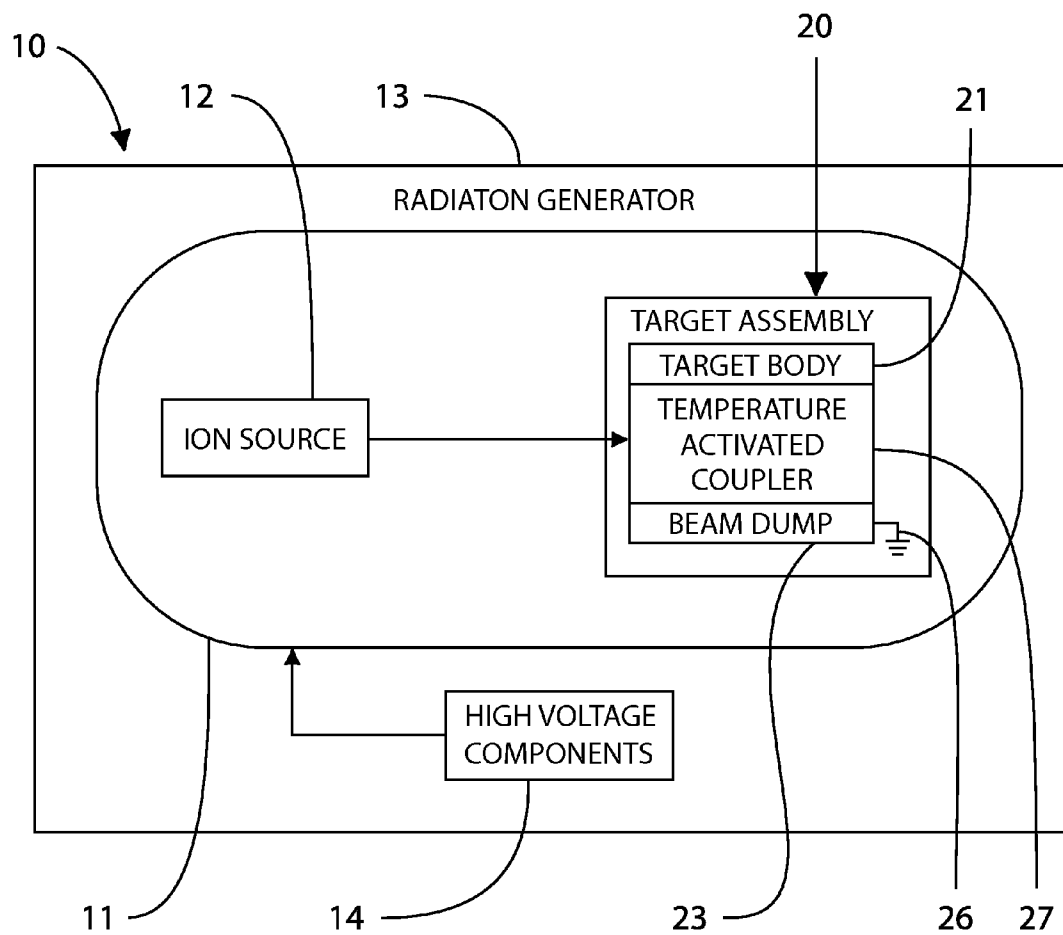 20
10
12
13
21
RADIATON GENERATOR
TARGET ASSEMBLY
TARGET BODY
ION SOURCE
TEMPERATURE
ACTIVATED
COUPLER
BEAM DUMP
HIGH VOLTAGE
COMPONENTS
11
14
23
26
27